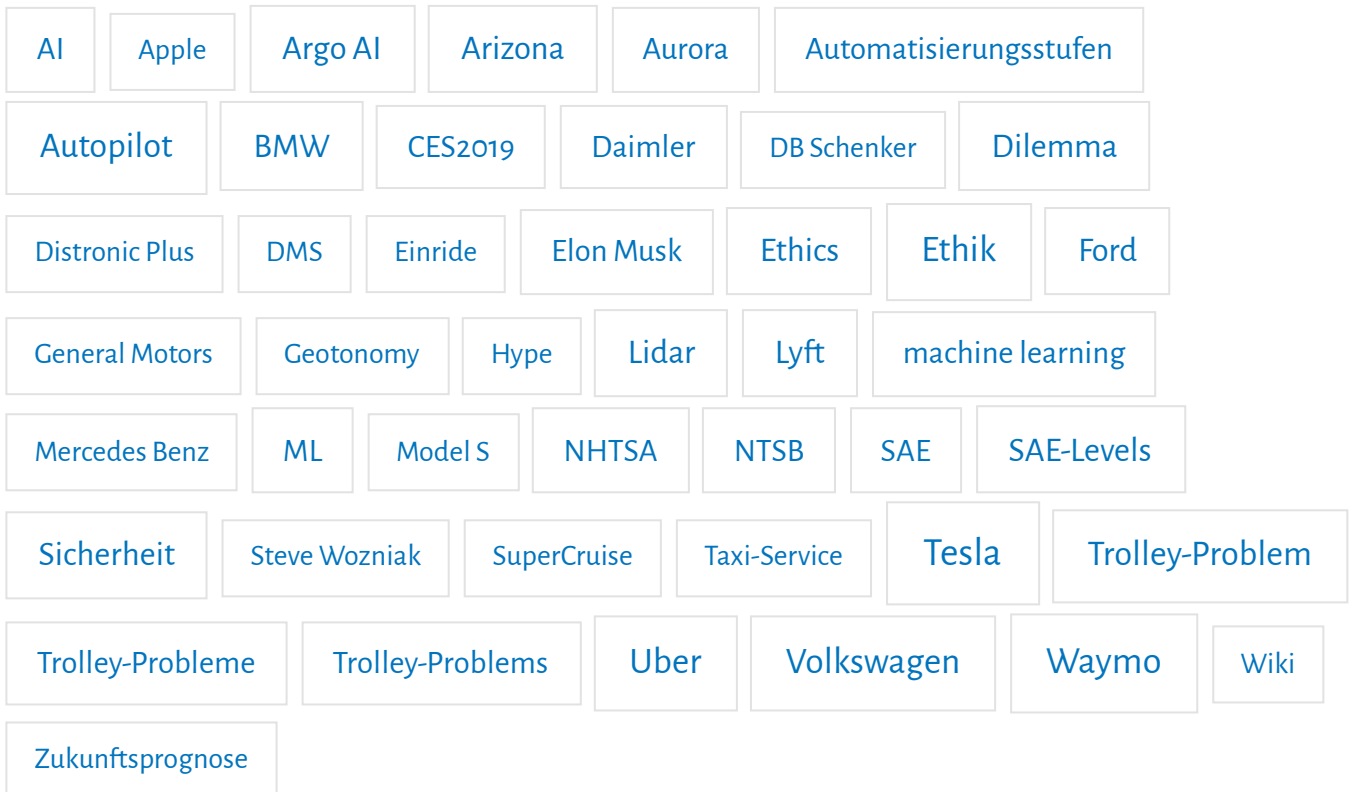 AI Apple Argo AI Arizona Aurora Automatisierungsstufen
Autopilot BMW CES2019 Daimler DB Schenker Dilemma
Distronic Plus DMS Einride Elon Musk Ethics Ethik Ford
General Motors Geotonomy Hype Lidar Lyft machine learning
Mercedes Benz ML Model S NHTSA NTSB SAE SAE-Levels
Sicherheit Steve Wozniak SuperCruise Taxi-Service Tesla Trolley-Problem
Trolley-Probleme Trolley-Problems Uber Volkswagen Waymo Wiki
Zukunftsprognose